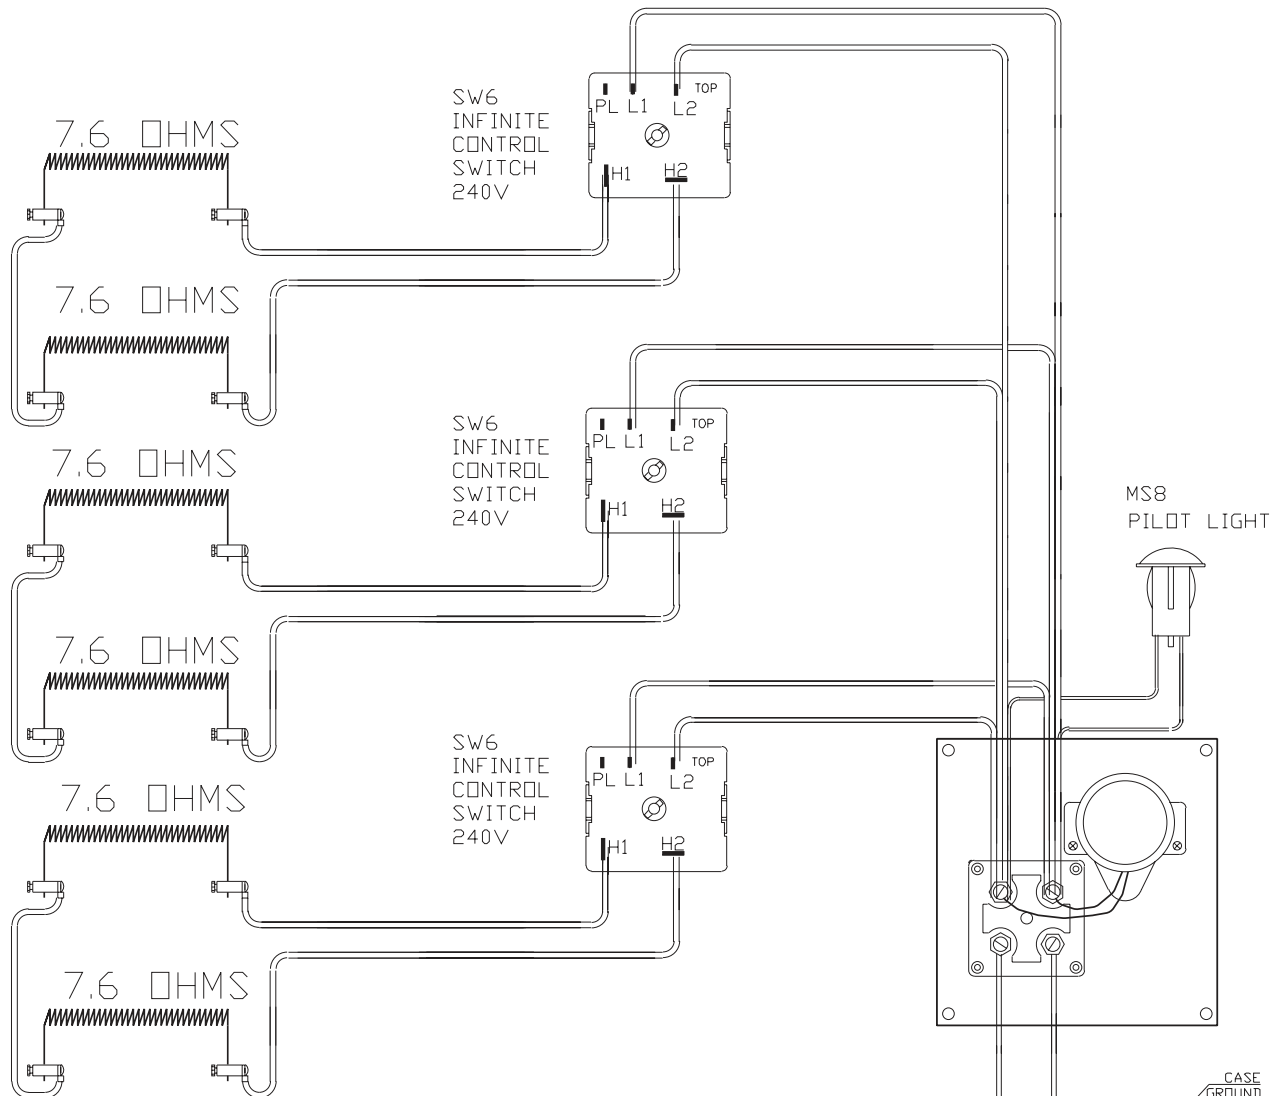 SW6
INFINITE
CONTROL
SWITCH
240V
PL L1 L2 TOP
H1 H2
7.6 OHMS
7.6 OHMS
SW6
INFINITE
CONTROL
SWITCH
240V
PL L1 L2 TOP
H1 H2
7.6 OHMS
7.6 OHMS
MS8
PILOT LIGHT
SW6
INFINITE
CONTROL
SWITCH
240V
PL L1 L2 TOP
H1 H2
7.6 OHMS
7.6 OHMS
CASE
GROUND